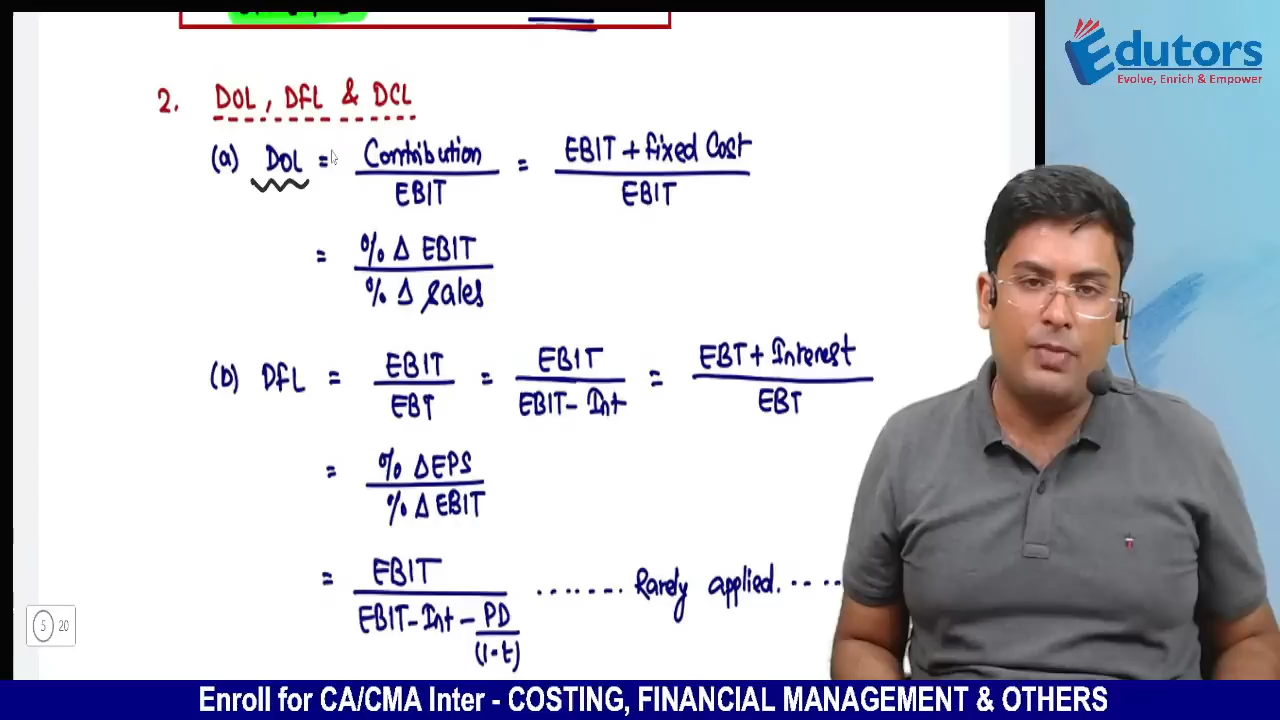 Edutors
Evolve, Enrich & Empower
2. DOL, DFL & DCL
(a) DOL = Contribution / EBIT = EBIT + Fixed Cost / EBIT
= % Δ EBIT / % Δ Sales
(b) DFL = EBIT / EBT = EBIT / EBIT - Int = EBT + Interest / EBT
= % Δ EPS / % Δ EBIT
= EBIT / EBIT - Int - PD / (1-t) ....... Rarely applied. .....
5 20
Enroll for CA/CMA Inter - COSTING, FINANCIAL MANAGEMENT & OTHERS